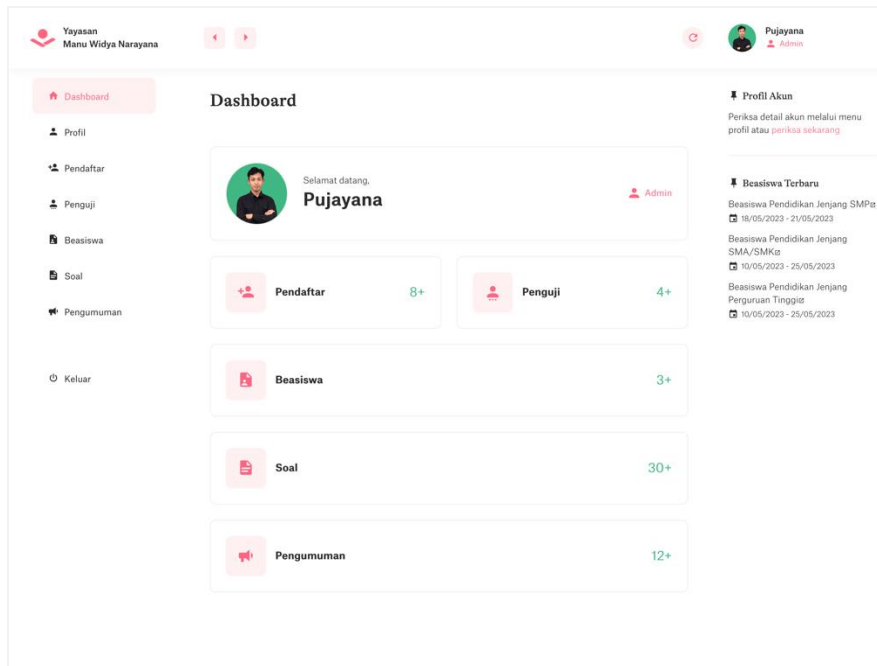 Yayasan
Manu Widya Narayana
Pujayana
Admin
Dashboard
Profil
Pendaftar
Penguji
Beasiswa
Soal
Pengumuman
Keluar
Dashboard
Selamat datang,
Pujayana
Admin
Pendaftar 8+
Penguji 4+
Beasiswa 3+
Soal 30+
Pengumuman 12+
Profil Akun
Periksa detail akun melalui menu
profil atau periksa sekarang
Beasiswa Terbaru
Beasiswa Pendidikan Jenjang SMP
18/05/2023 - 21/05/2023
Beasiswa Pendidikan Jenjang
SMA/SMK
10/05/2023 - 25/05/2023
Beasiswa Pendidikan Jenjang
Perguruan Tinggi
10/05/2023 - 25/05/2023